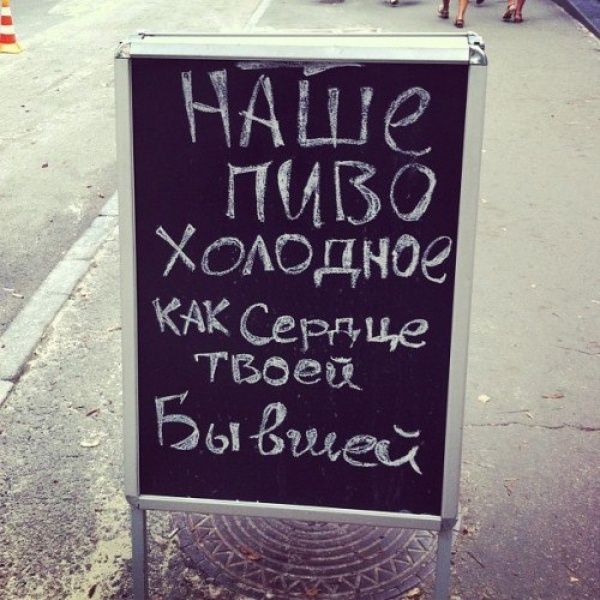 НАШЕ
ПИВО
ХОЛОДНОЕ
КАК Сердце
ТВОЕЙ
Бывшей